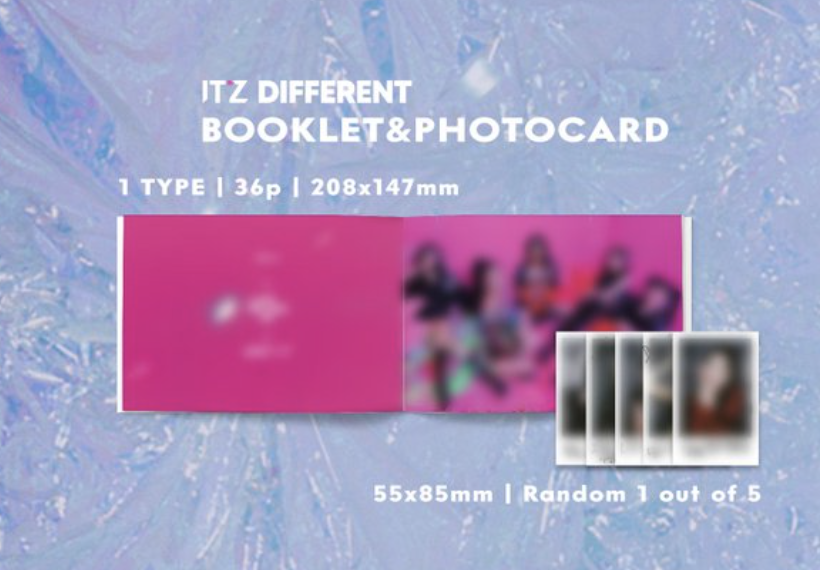 IT'Z DIFFERENT
BOOKLET&PHOTOCARD
1 TYPE | 36p | 208x147mm
55x85mm | Random 1 out of 5